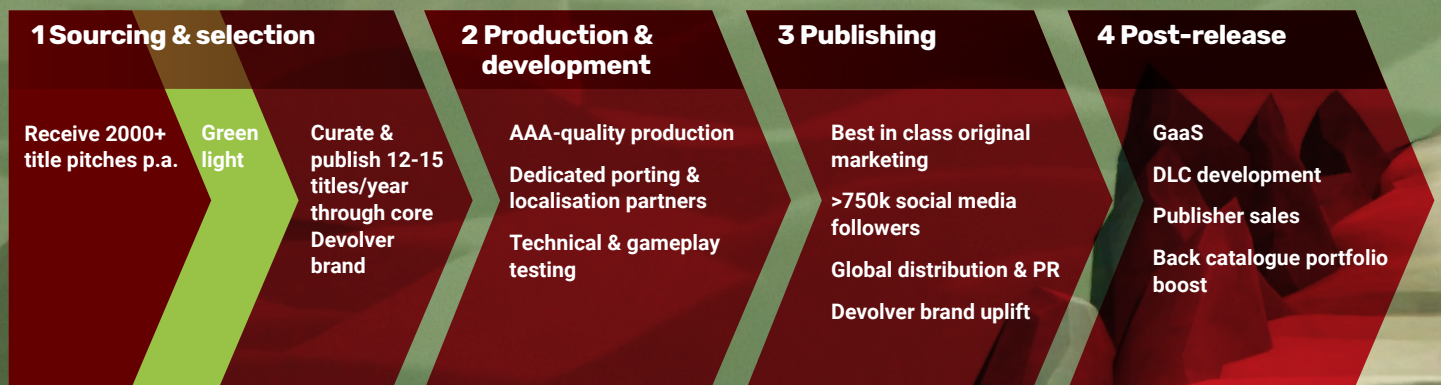 1 Sourcing & selection
Receive 2000+
title pitches p.a.
Green
light
Curate &
publish 12-15
titles/year
through core
Devolver
brand
2 Production &
development
AAA-quality production
Dedicated porting &
localisation partners
Technical & gameplay
testing
3 Publishing
Best in class original
marketing
>750k social media
followers
Global distribution & PR
Devolver brand uplift
4 Post-release
GaaS
DLC development
Publisher sales
Back catalogue portfolio
boost